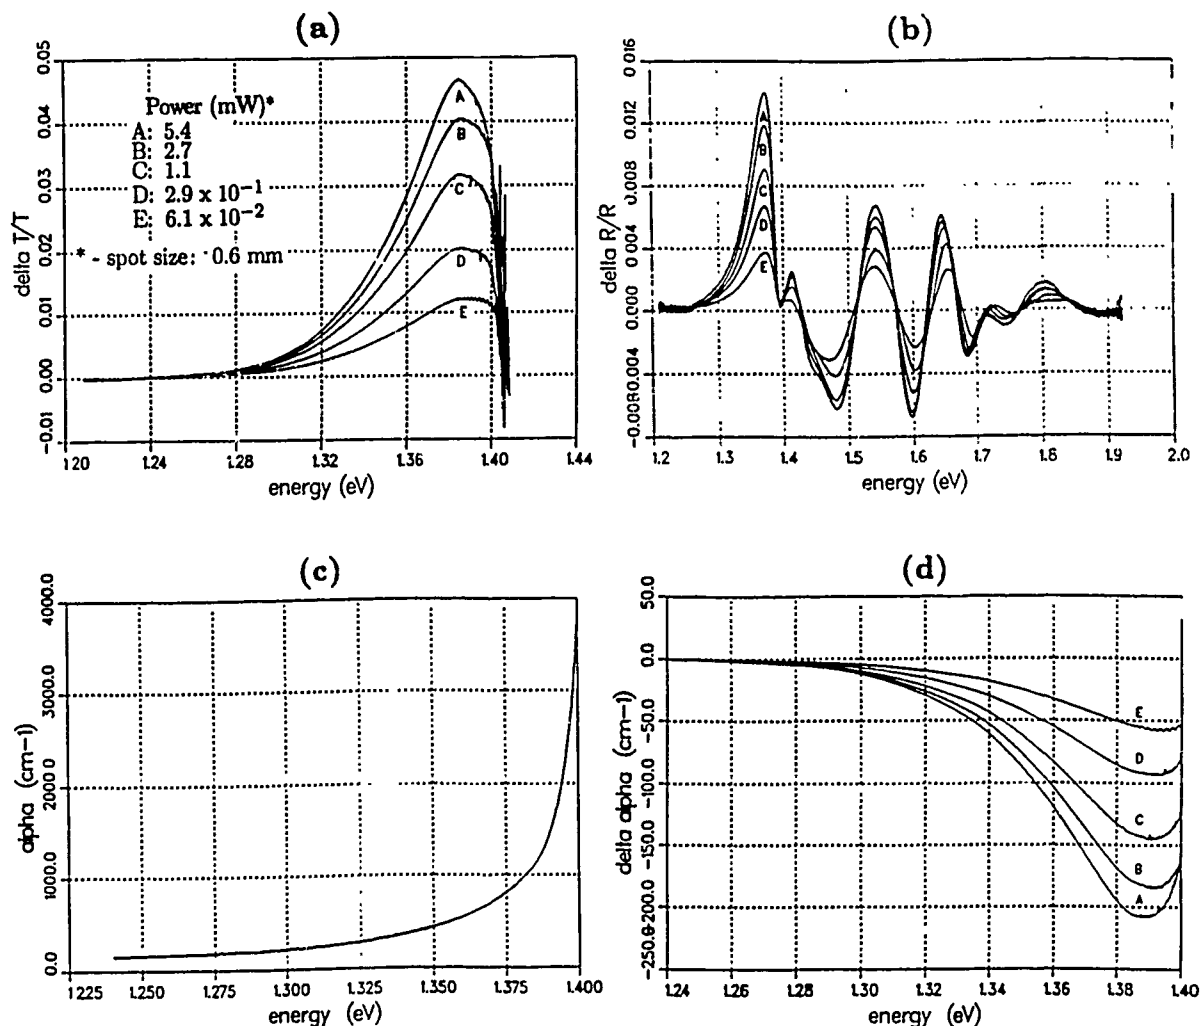 (a)
0.05
0.04
0.03
0.02
0.01
0.00
-0.01
delta T/T
Power (mW)*
A: 5.4
B: 2.7
C: 1.1
D: 2.9 x 10-1
E: 6.1 x 10-2
* - spot size: 0.6 mm
A
B
C
D
E
1.20
1.24
1.28
1.32
1.36
1.40
1.44
energy (eV)
(b)
0.016
0.012
0.008
0.004
0.000
-0.004
-0.008
delta R/R
A
B
C
D
E
1.2
1.3
1.4
1.5
1.6
1.7
1.8
1.9
2.0
energy (eV)
(c)
4000.0
3000.0
2000.0
1000.0
0.0
alpha (cm-1)
1.225
1.250
1.275
1.300
1.325
1.350
1.375
1.400
energy (eV)
(d)
50.0
0.0
-50.0
-100.0
-150.0
-200.0
-250.0
delta alpha (cm-1)
E
D
C
B
A
1.24
1.26
1.28
1.30
1.32
1.34
1.36
1.38
1.40
energy (eV)